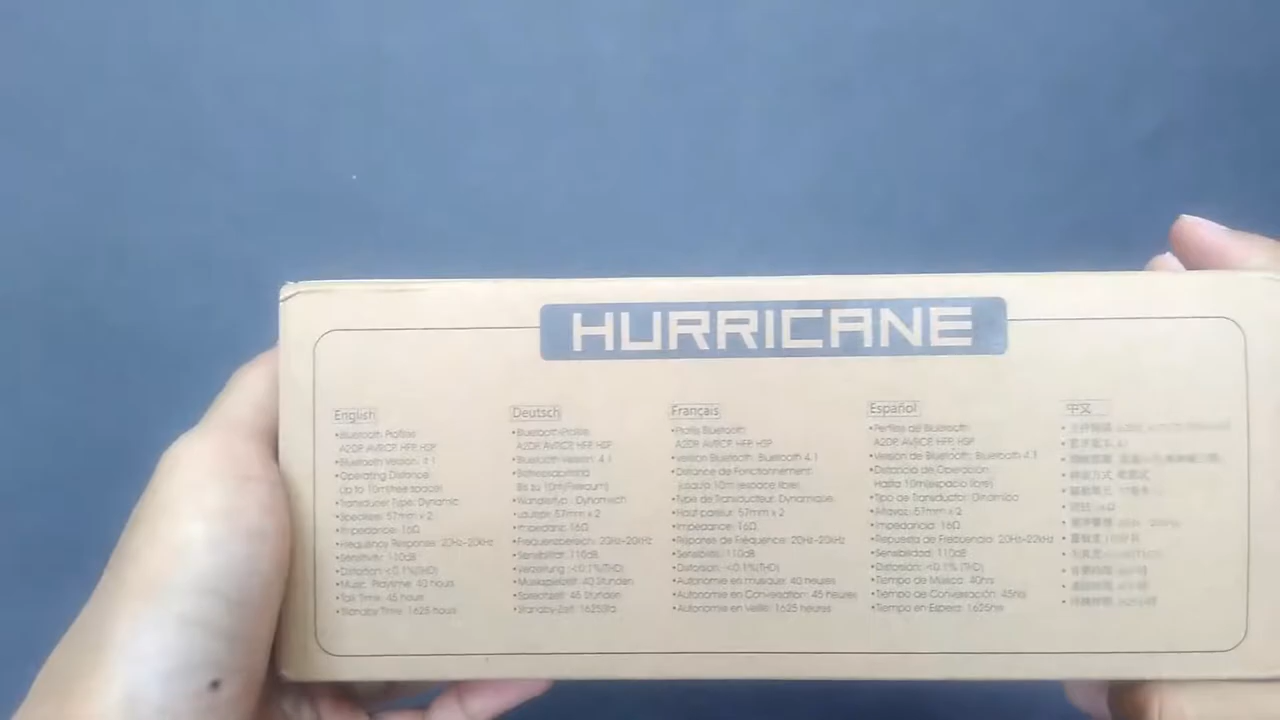 HURRICANE
English
•Bluetooth Profiles
A2DP, AVRCP, HFP, HSP
•Bluetooth Version: 4.1
•Operating Distance
Up to 10m(free space)
•Transducer Type: Dynamic
•Speakers: 57mm x 2
•Impedance: 16Ω
•Frequency Response: 20Hz-20kHz
•Sensitivity: 110dB
•Distortion: <0.1%(THD)
•Music Playtime: 40 hours
•Talk Time: 45 hours
•Standby Time: 1625 hours
Deutsch
•Bluetooth-Profile
A2DP, AVRCP, HFP, HSP
•Bluetooth Version: 4.1
•Betriebsabstand
Bis zu 10m(Freiraum)
•Wandlertyp: Dynamisch
•Lautspr: 57mm x 2
•Impedanz: 16Ω
•Frequenzbereich: 20Hz-20kHz
•Sensibilität: 110dB
•Verzerrung: <0.1%(THD)
•Musikspielzeit: 40 Stunden
•Sprechzeit: 45 Stunden
•Standby-Zeit: 1625Std
Français
•Profils Bluetooth
A2DP, AVRCP, HFP, HSP
•Version Bluetooth: Bluetooth 4.1
•Distance de Fonctionnement
jusqu'à 10m (espace libre)
•Type de Transducteur: Dynamique
•Haut parleur: 57mm x 2
•Impedance: 16Ω
•Réponse de Fréquence: 20Hz-20kHz
•Sensibilité: 110dB
•Distorsion: <0.1%(THD)
•Autonomie en musique: 40 heures
•Autonomie en Conversation: 45 heures
•Autonomie en Veille: 1625 heures
Español
•Perfiles de Bluetooth
A2DP, AVRCP, HFP, HSP
•Versión de Bluetooth: Bluetooth 4.1
•Distancia de Operación
Hasta 10m(espacio libre)
•Tipo de Transductor: Dinámico
•Altavoz: 57mm x 2
•Impedancia: 16Ω
•Repuesta de Frecuencia: 20Hz-22kHz
•Sensibilidad: 110dB
•Distorsión: <0.1% (THD)
•Tiempo de Música: 40hrs
•Tiempo de Conversación: 45hrs
•Tiempo en Espera: 1625hrs
中文